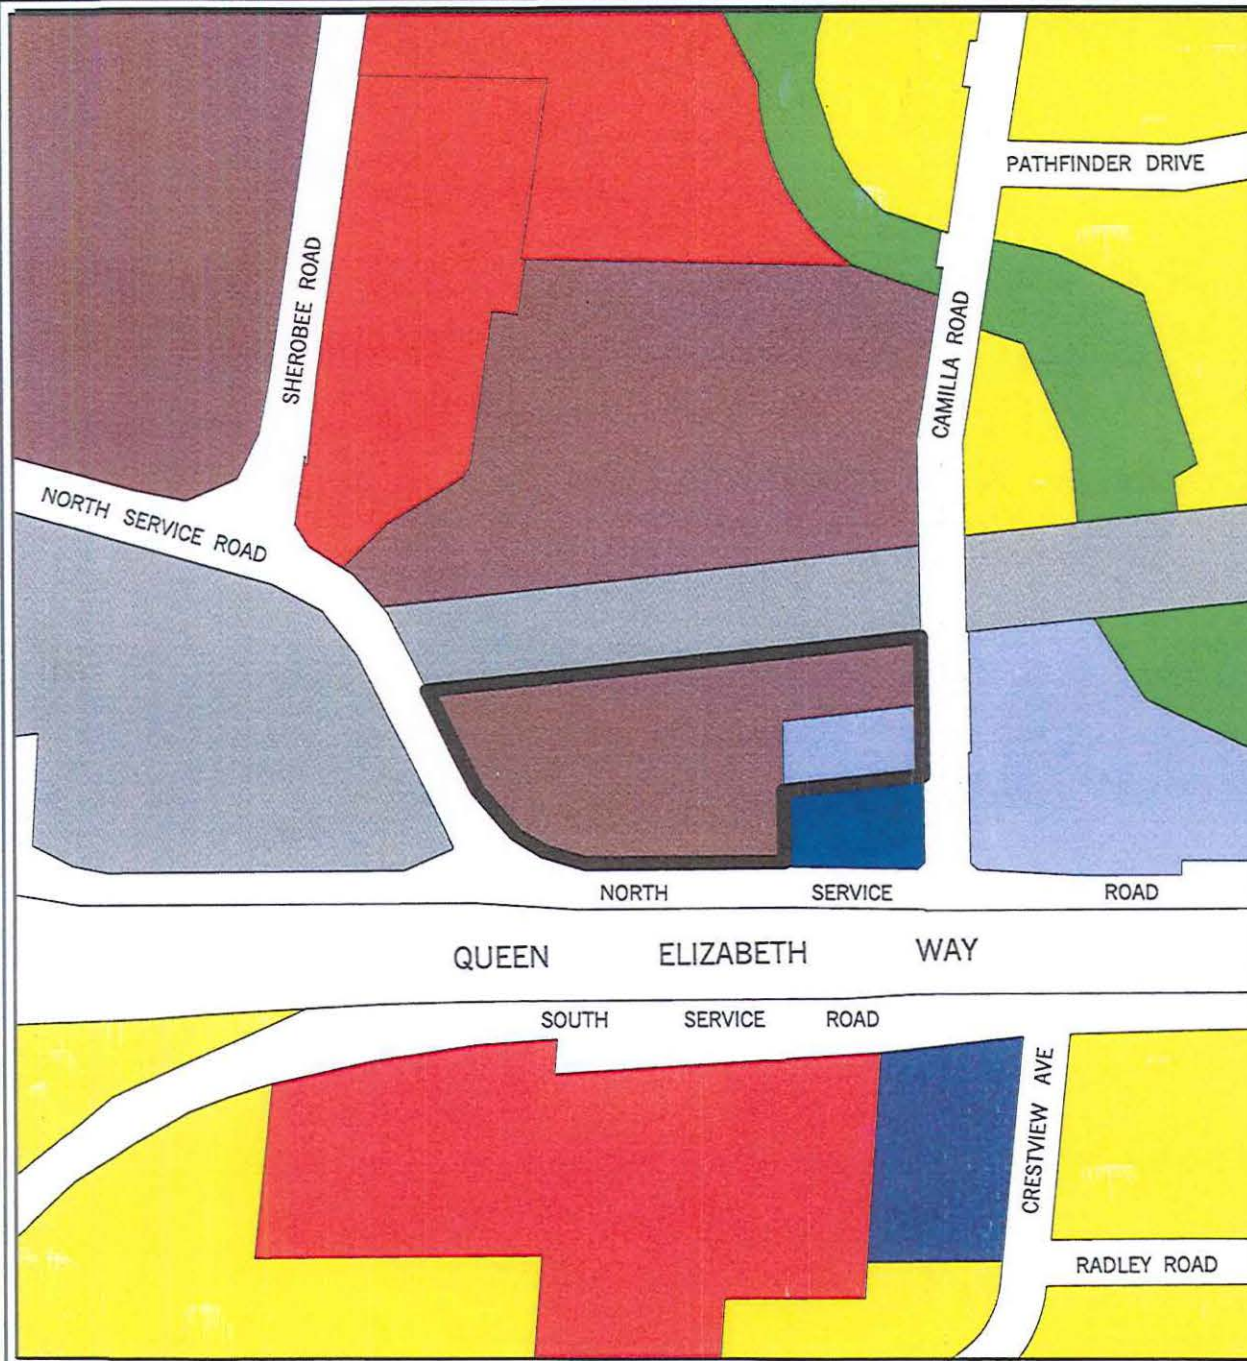 PATHFINDER DRIVE
SHEROBEE ROAD
CAMILLA ROAD
NORTH SERVICE ROAD
NORTH SERVICE ROAD
QUEEN ELIZABETH WAY
SOUTH SERVICE ROAD
CRESTVIEW AVE
RADLEY ROAD